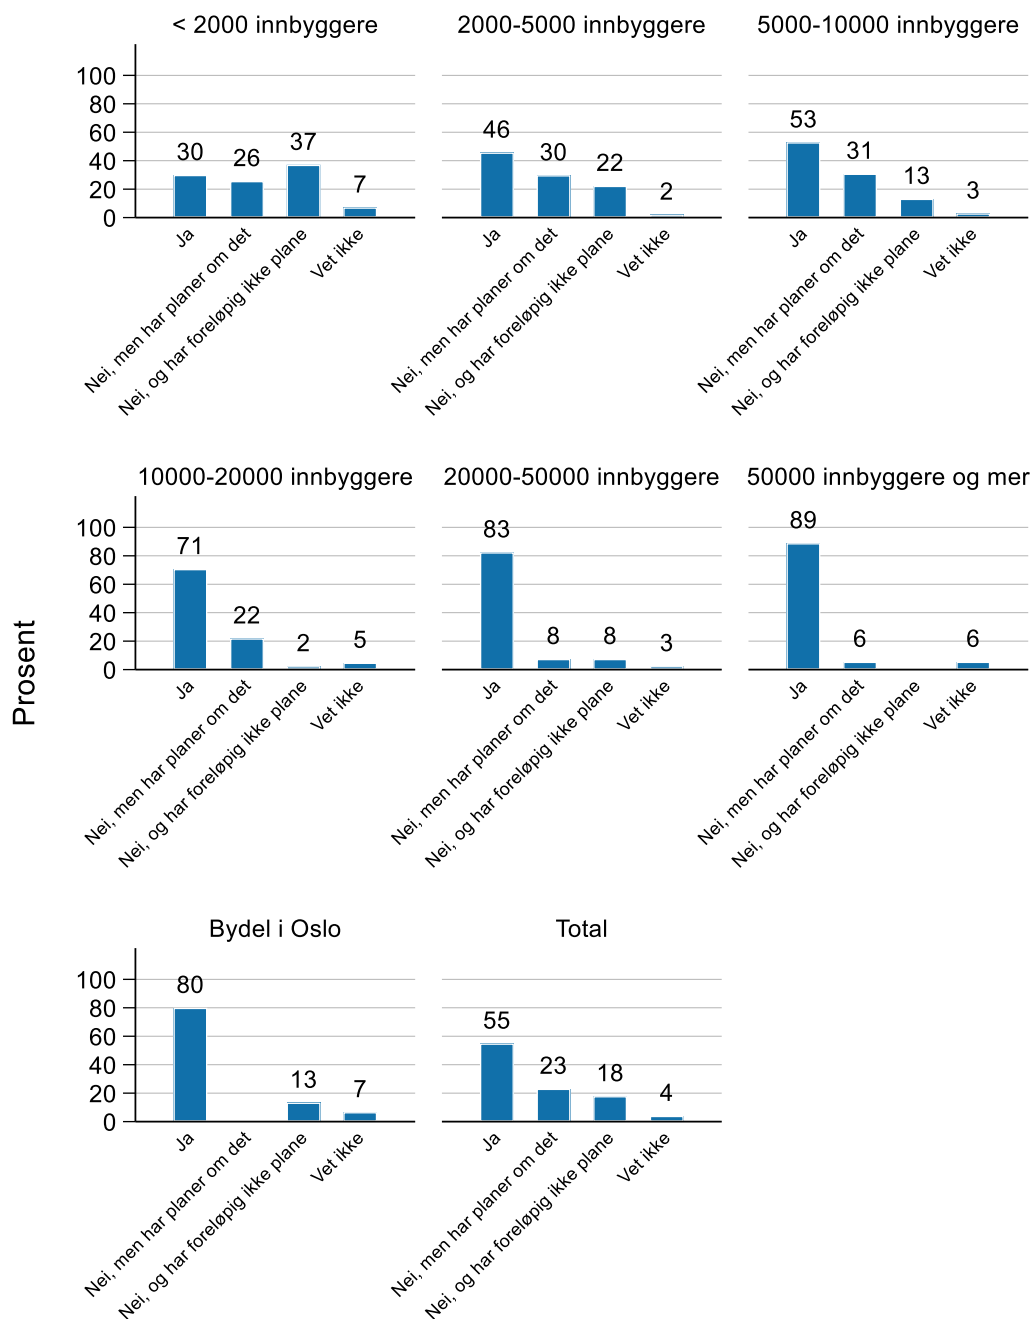 < 2000 innbyggere
2000-5000 innbyggere
5000-10000 innbyggere
100
80
60
40
20
0
30
26
37
7
46
30
22
2
53
31
13
3
Ja
Nei, men har planer om det
Nei, og har foreløpig ikke plane
Vet ikke
Ja
Nei, men har planer om det
Nei, og har foreløpig ikke plane
Vet ikke
Ja
Nei, men har planer om det
Nei, og har foreløpig ikke plane
Vet ikke
Prosent
10000-20000 innbyggere
20000-50000 innbyggere
50000 innbyggere og mer
100
80
60
40
20
0
71
22
2
5
83
8
8
3
89
6
6
Ja
Nei, men har planer om det
Nei, og har foreløpig ikke plane
Vet ikke
Ja
Nei, men har planer om det
Nei, og har foreløpig ikke plane
Vet ikke
Ja
Nei, men har planer om det
Nei, og har foreløpig ikke plane
Vet ikke
Bydel i Oslo
Total
100
80
60
40
20
0
80
13
7
55
23
18
4
Ja
Nei, men har planer om det
Nei, og har foreløpig ikke plane
Vet ikke
Ja
Nei, men har planer om det
Nei, og har foreløpig ikke plane
Vet ikke